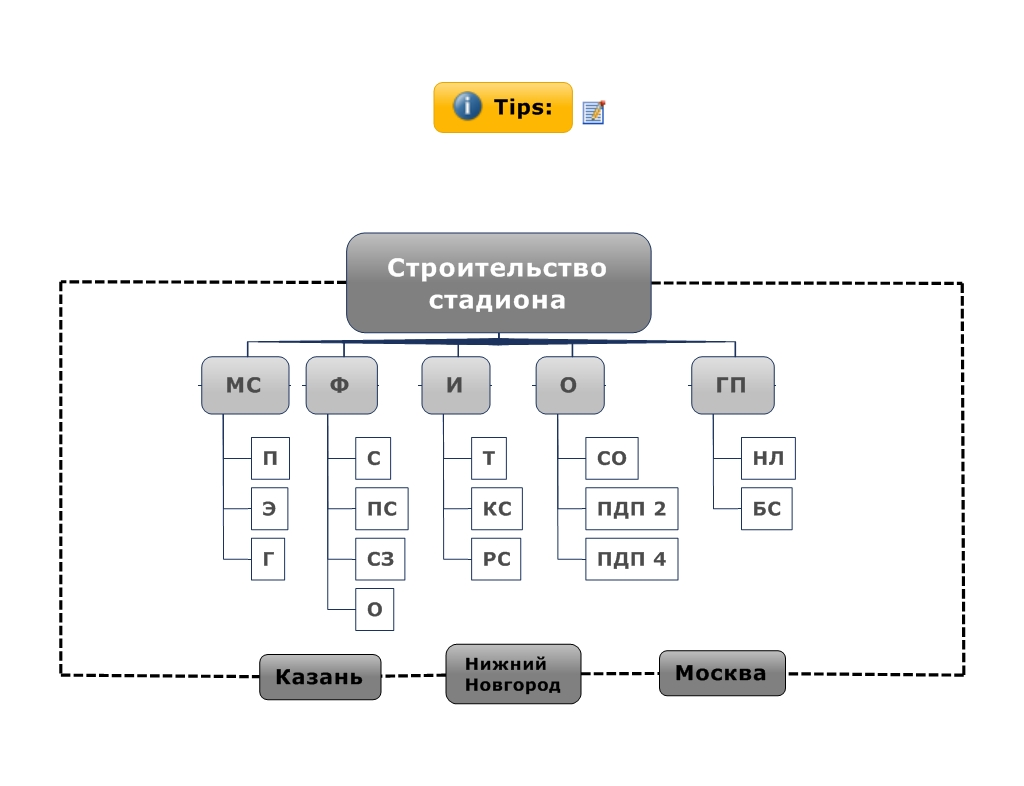 Tips:
Строительство
стадиона
МС
Ф
И
О
ГП
П
С
Т
СО
НЛ
Э
ПС
КС
ПДП 2
БС
Г
СЗ
РС
ПДП 4
О
Казань
Нижний
Новгород
Москва